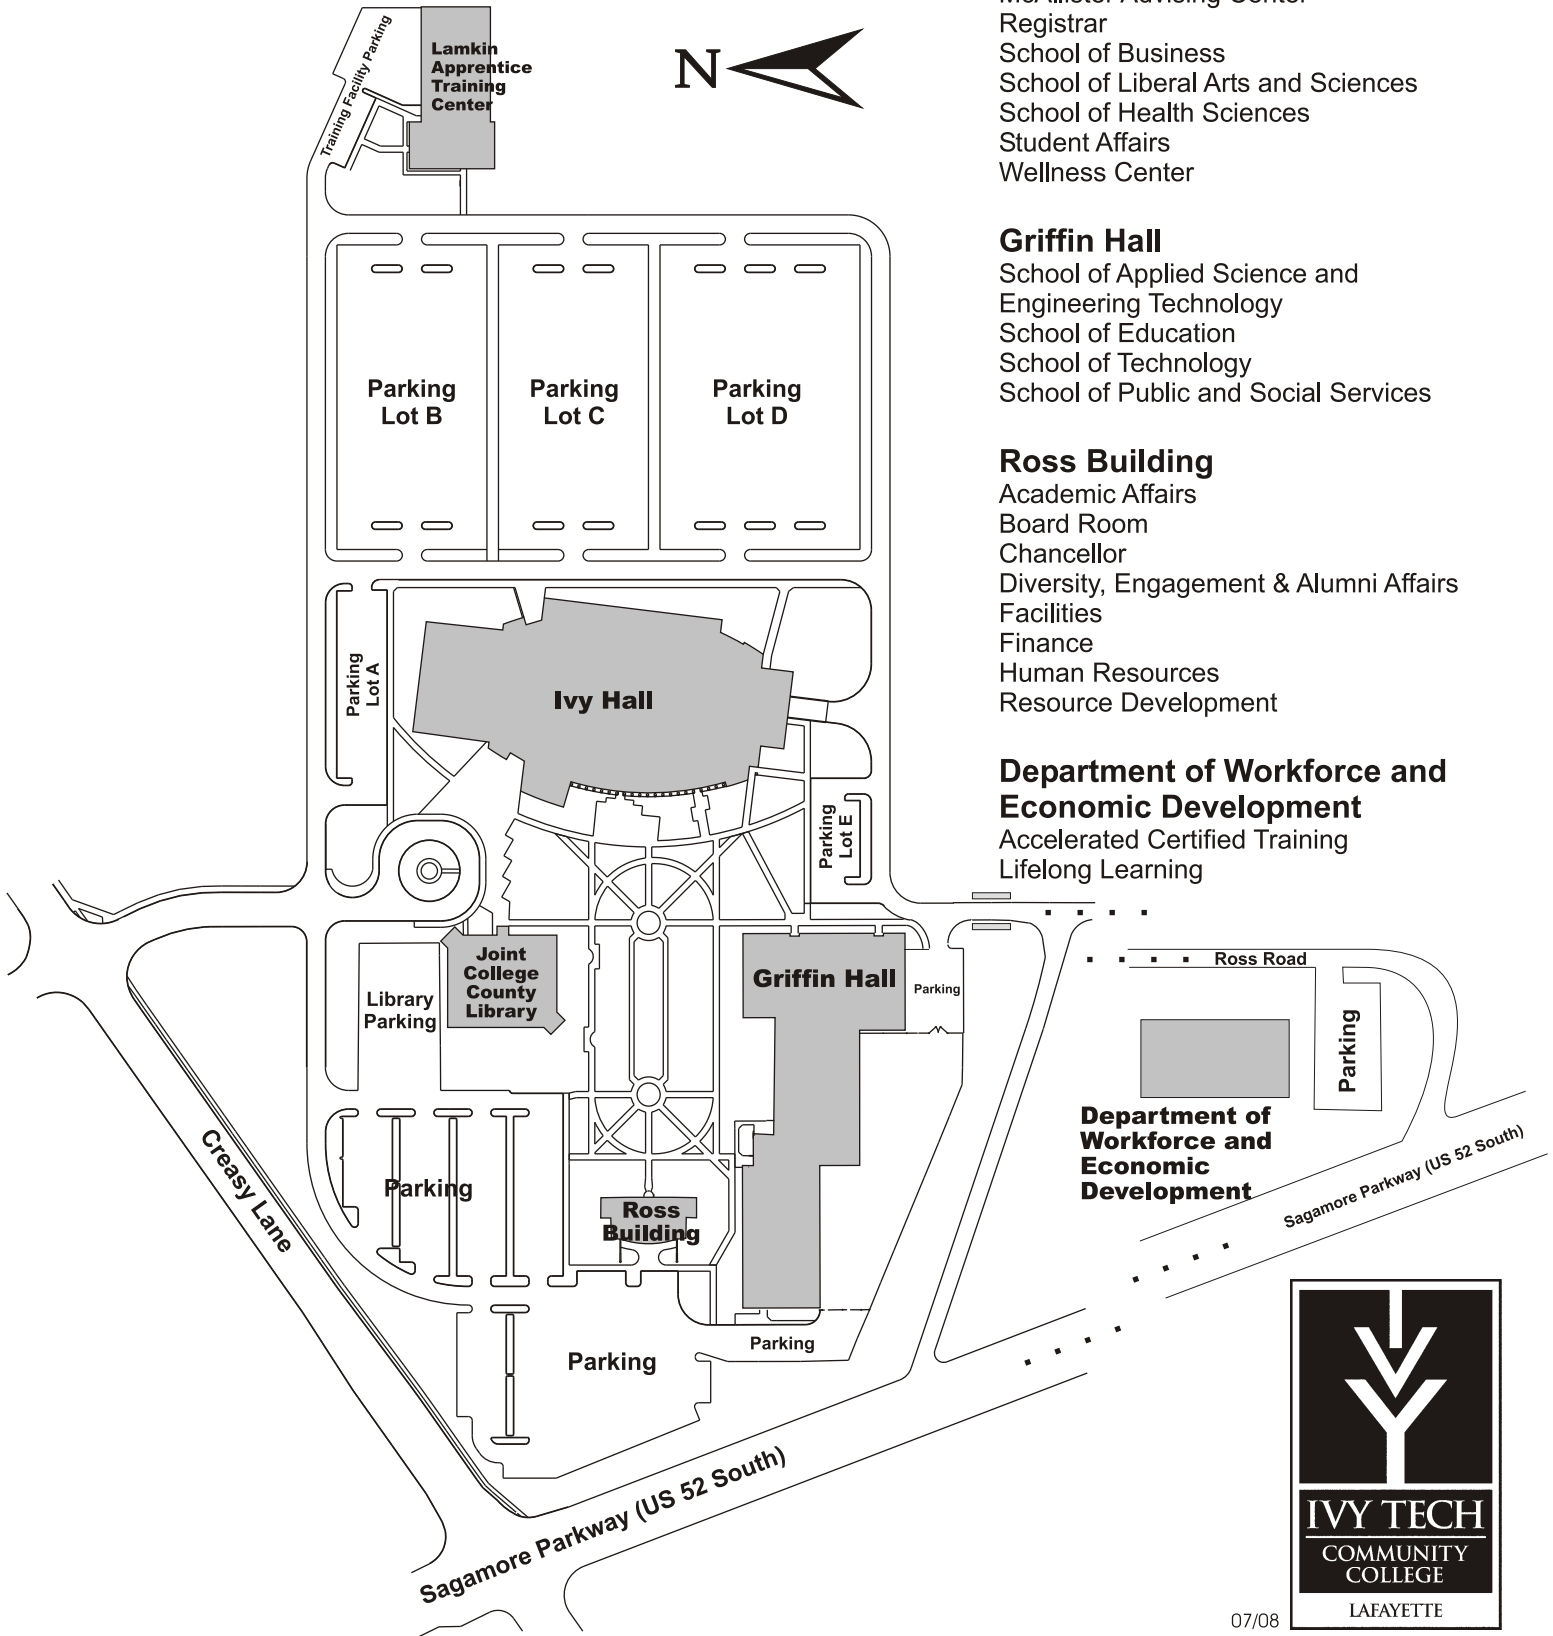 McAllister Advising Center
Registrar
School of Business
School of Liberal Arts and Sciences
School of Health Sciences
Student Affairs
Wellness Center
Griffin Hall
School of Applied Science and
Engineering Technology
School of Education
School of Technology
School of Public and Social Services
Ross Building
Academic Affairs
Board Room
Chancellor
Diversity, Engagement & Alumni Affairs
Facilities
Finance
Human Resources
Resource Development
Department of Workforce and
Economic Development
Accelerated Certified Training
Lifelong Learning
N
Training Facility Parking
Lamkin
Apprentice
Training
Center
Parking
Lot B
Parking
Lot C
Parking
Lot D
Parking
Lot A
Ivy Hall
Parking
Lot E
Joint
College
County
Library
Library
Parking
Griffin Hall
Parking
Ross Road
Parking
Department of
Workforce and
Economic
Development
Creasy Lane
Parking
Ross
Building
Parking
Parking
Sagamore Parkway (US 52 South)
Sagamore Parkway (US 52 South)
IVY TECH
COMMUNITY
COLLEGE
LAFAYETTE
07/08